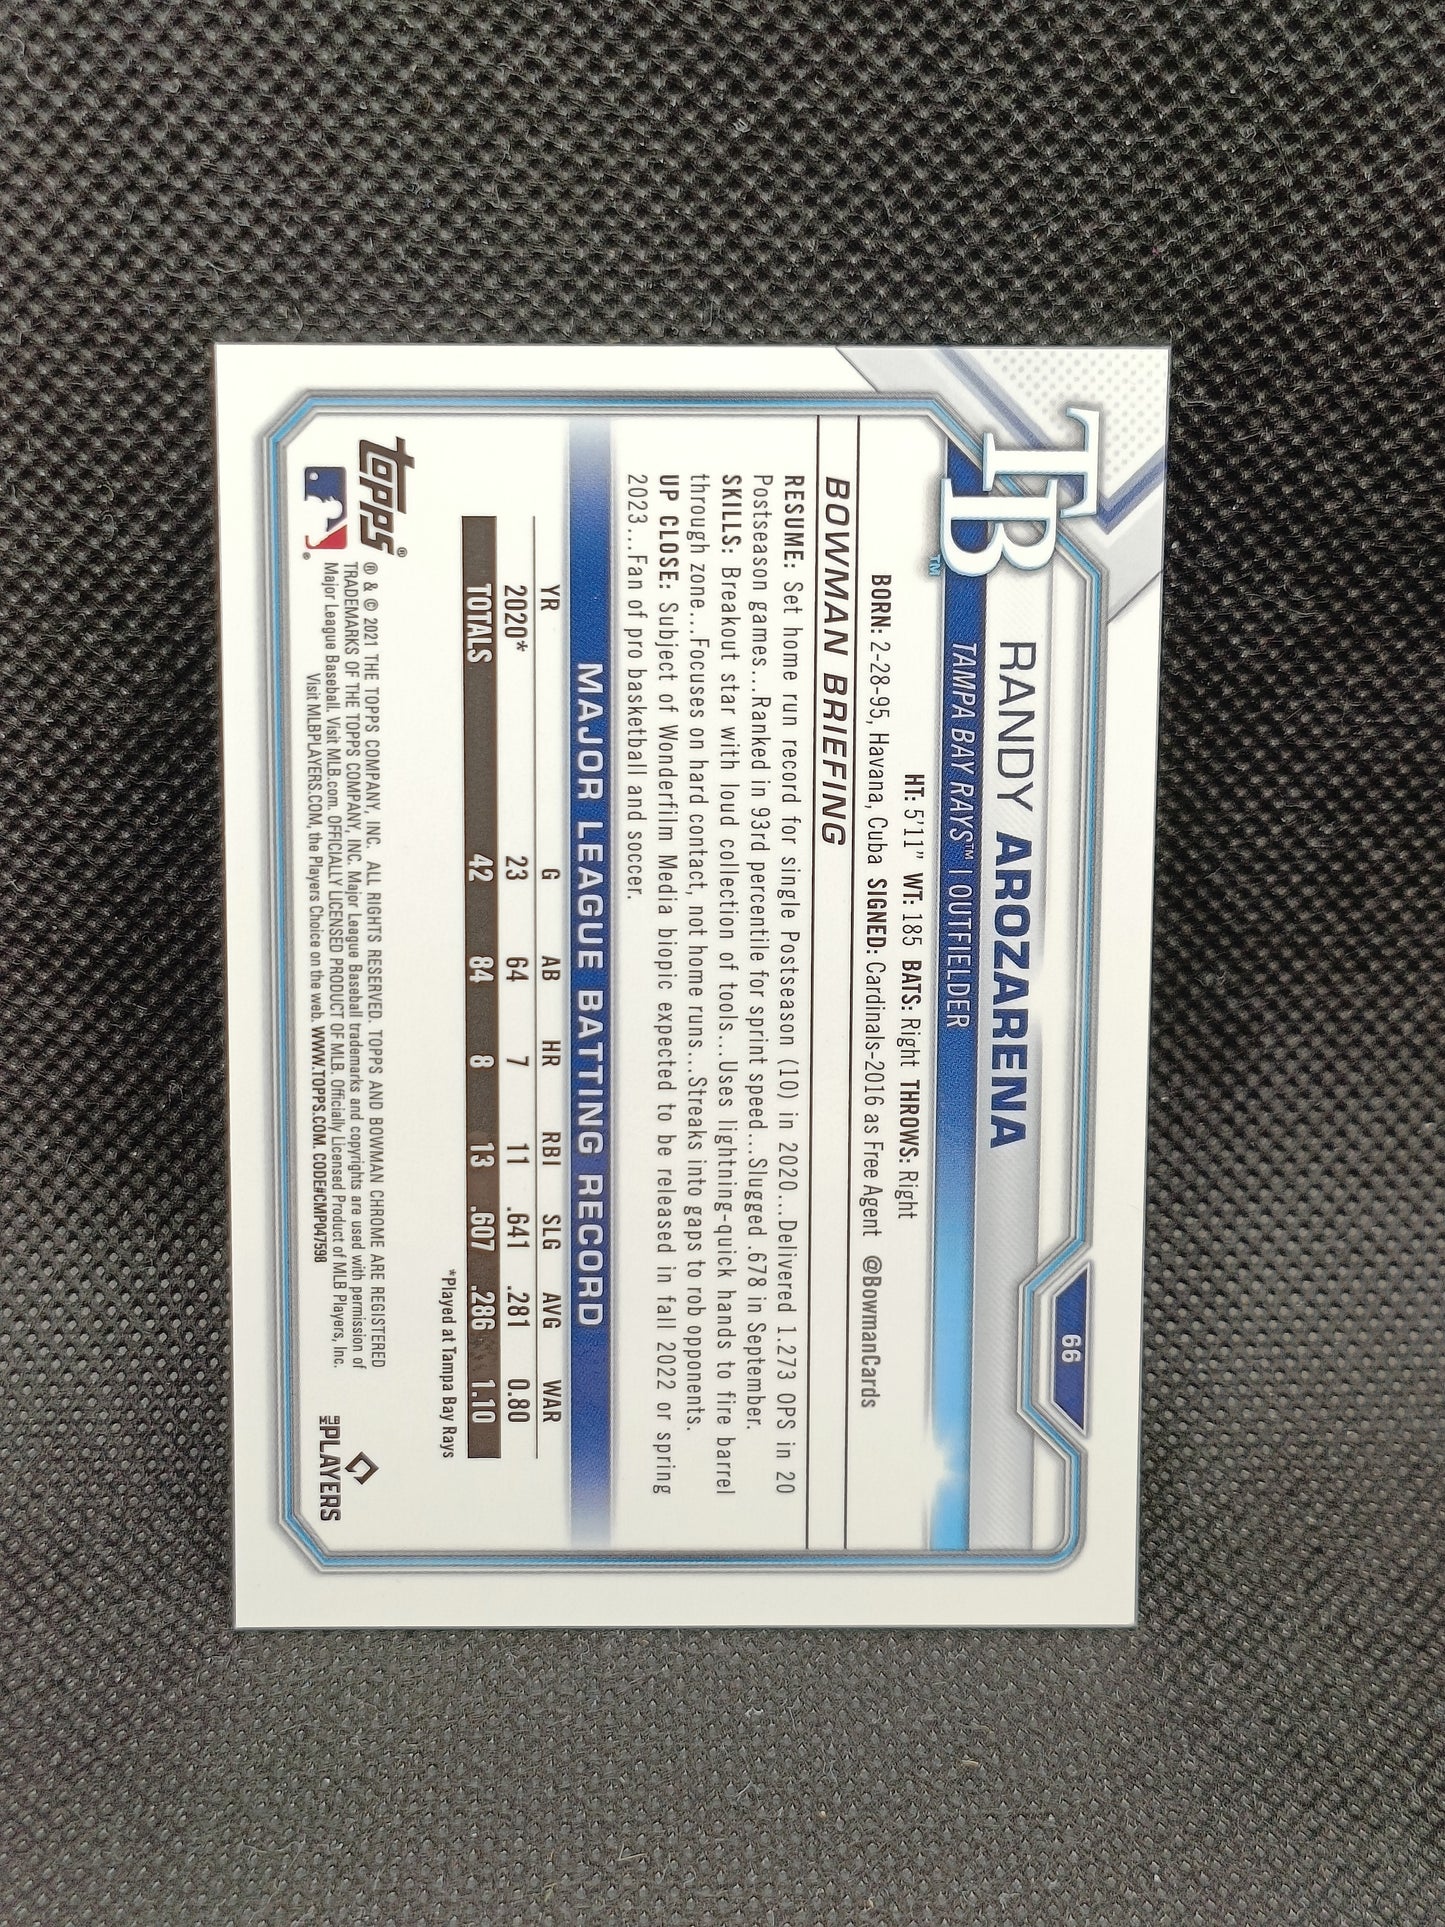 66
TB™
RANDY AROZARENA
TAMPA BAY RAYS™ | OUTFIELDER
HT: 5'11" WT: 185 BATS: Right THROWS: Right
BORN: 2-28-95, Havana, Cuba SIGNED: Cardinals-2016 as Free Agent @BowmanCards
BOWMAN BRIEFING
RESUME: Set home run record for single Postseason (10) in 2020...Delivered 1.273 OPS in 20
Postseason games...Ranked in 93rd percentile for sprint speed...Slugged .678 in September.
SKILLS: Breakout star with loud collection of tools...Uses lightning-quick hands to fire barrel
through zone...Focuses on hard contact, not home runs...Streaks into gaps to rob opponents.
UP CLOSE: Subject of Wonderfilm Media biopic expected to be released in fall 2022 or spring
2023...Fan of pro basketball and soccer.
MAJOR LEAGUE BATTING RECORD
YR G AB HR RBI SLG AVG WAR
2020* 23 64 7 11 .641 .281 0.80
TOTALS 42 84 8 13 .607 .286 1.10
*Played at Tampa Bay Rays
topps®
® & © 2021 THE TOPPS COMPANY, INC. ALL RIGHTS RESERVED. TOPPS AND BOWMAN CHROME ARE REGISTERED
TRADEMARKS OF THE TOPPS COMPANY, INC. Major League Baseball trademarks and copyrights are used with permission of
Major League Baseball. Visit MLB.com. OFFICIALLY LICENSED PRODUCT OF MLB. Officially Licensed Product of MLB Players, Inc.
Visit MLBPLAYERS.COM, the Players Choice on the web. WWW.TOPPS.COM. CODE#CMP047598
MLB PLAYERS